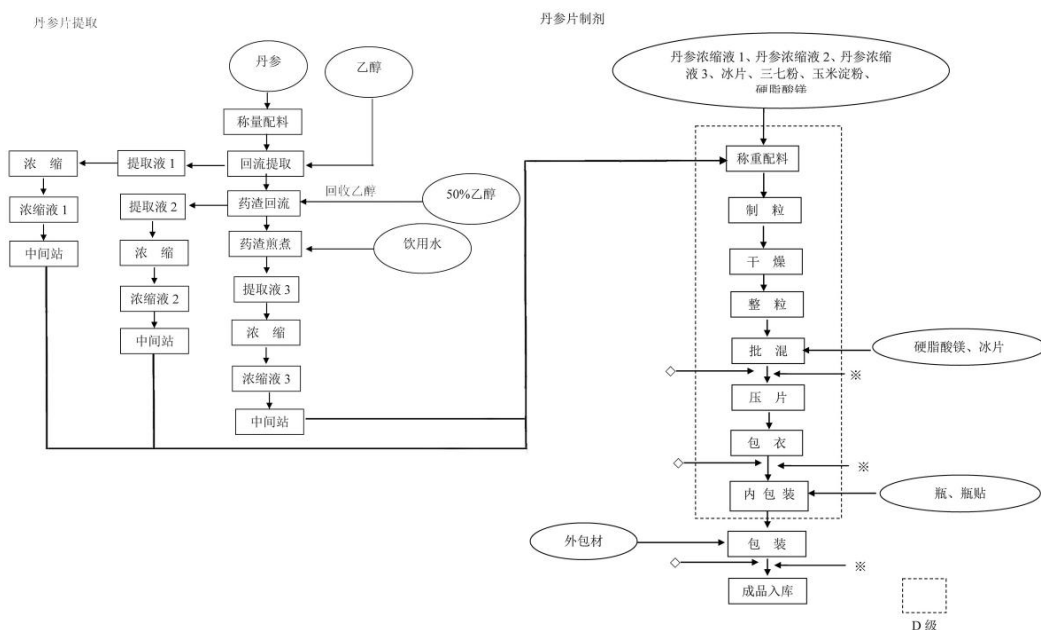 丹参片提取
丹参片制剂
丹参
乙醇
丹参浓缩液 1、丹参浓缩液 2、丹参浓缩
液 3、冰片、三七粉、玉米淀粉、
硬脂酸镁
称量配料
浓 缩
提取液 1
回流提取
称重配料
浓缩液 1
提取液 2
药渣回流
回收乙醇
50%乙醇
制 粒
中间站
浓 缩
药渣煎煮
饮用水
干 燥
浓缩液 2
提取液 3
整 粒
中间站
浓 缩
批 混
硬脂酸镁、冰片
浓缩液 3
◇
※
压 片
中间站
包 衣
◇
※
内 包 装
瓶、瓶贴
外包材
包 装
◇
※
成品入库
D 级